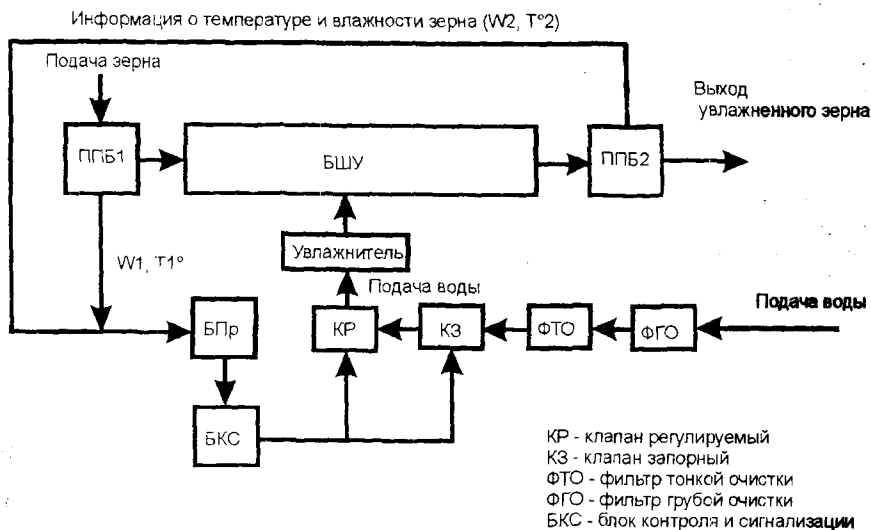 Информация о температуре и влажности зерна (W2, T°2)
Подача зерна
Выход
увлажненного зерна
ППБ1
БШУ
ППБ2
Увлажнитель
W1, T1°
Подача воды
Подача воды
БПр
КР
КЗ
ФТО
ФГО
БКС
КР - клапан регулируемый
КЗ - клапан запорный
ФТО - фильтр тонкой очистки
ФГО - фильтр грубой очистки
БКС - блок контроля и сигнализации